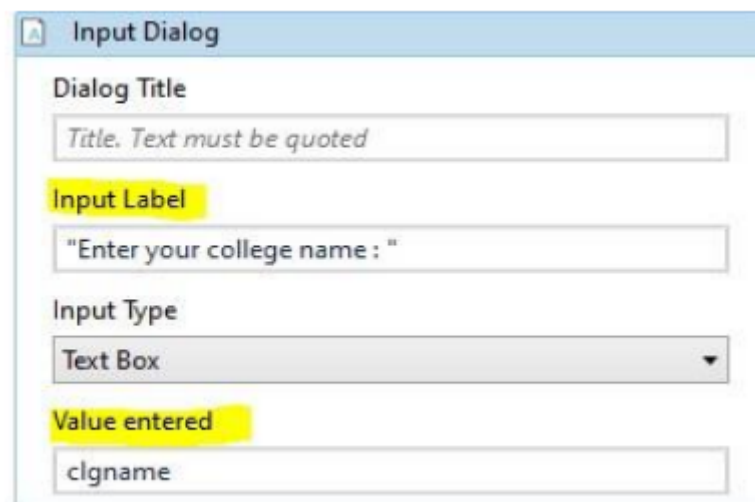 Input Dialog
Dialog Title
Title. Text must be quoted
Input Label
"Enter your college name : "
Input Type
Text Box
Value entered
clgname